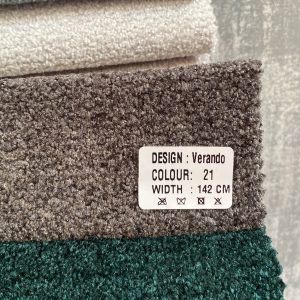 DESIGN : Verando
COLOUR: 21
WIDTH : 142 CM